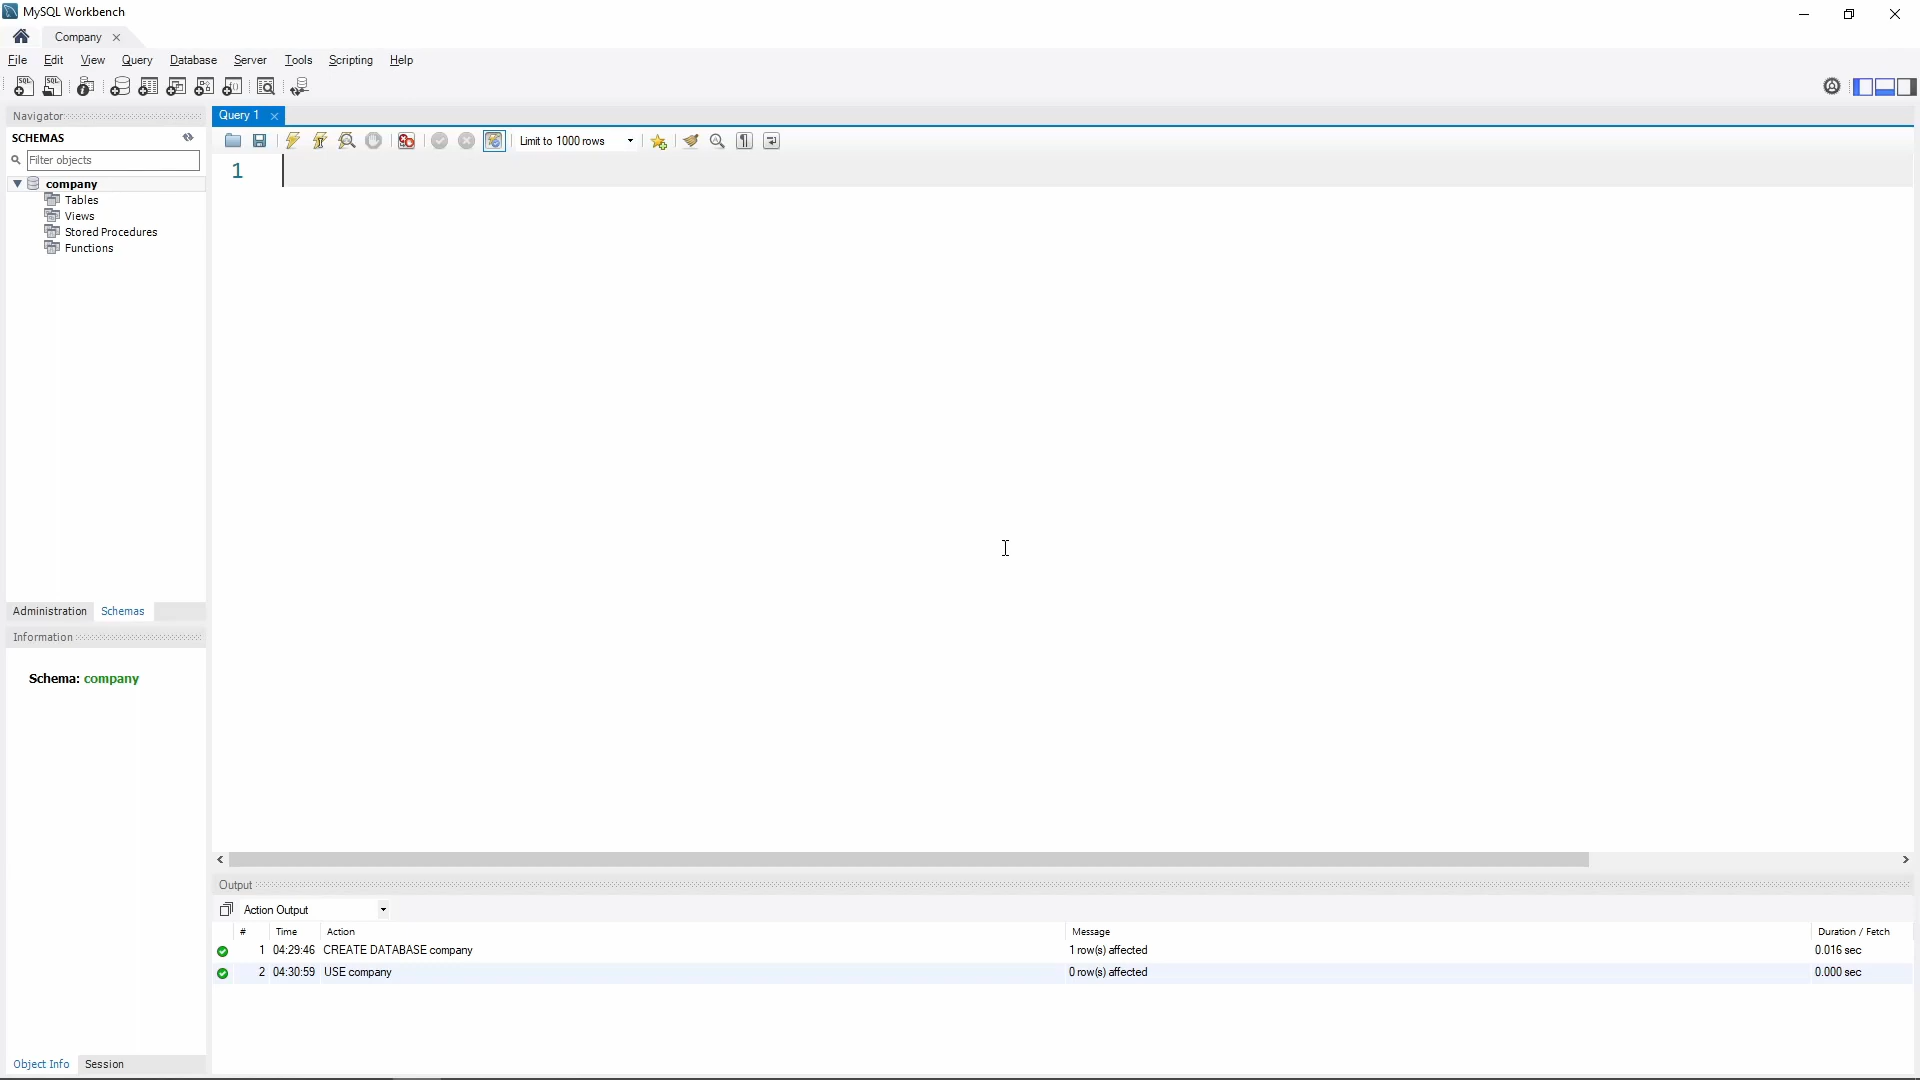 MySQL Workbench
Company
File Edit View Query Database Server Tools Scripting Help
Navigator
SCHEMAS
Filter objects
company
Tables
Views
Stored Procedures
Functions
Administration Schemas
Information
Schema: company
Object Info Session
Query 1
Limit to 1000 rows
1
Output
Action Output
# Time Action Message Duration / Fetch
1 04:29:46 CREATE DATABASE company 1 row(s) affected 0.016 sec
2 04:30:59 USE company 0 row(s) affected 0.000 sec